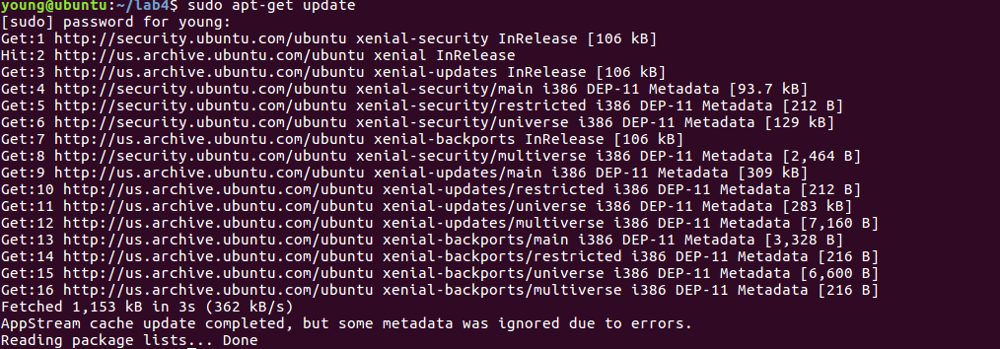 young@ubuntu:~/lab4$ sudo apt-get update
[sudo] password for young:
Get:1 http://security.ubuntu.com/ubuntu xenial-security InRelease [106 kB]
Hit:2 http://us.archive.ubuntu.com/ubuntu xenial InRelease
Get:3 http://us.archive.ubuntu.com/ubuntu xenial-updates InRelease [106 kB]
Get:4 http://security.ubuntu.com/ubuntu xenial-security/main i386 DEP-11 Metadata [93.7 kB]
Get:5 http://security.ubuntu.com/ubuntu xenial-security/restricted i386 DEP-11 Metadata [212 B]
Get:6 http://security.ubuntu.com/ubuntu xenial-security/universe i386 DEP-11 Metadata [129 kB]
Get:7 http://us.archive.ubuntu.com/ubuntu xenial-backports InRelease [106 kB]
Get:8 http://security.ubuntu.com/ubuntu xenial-security/multiverse i386 DEP-11 Metadata [2,464 B]
Get:9 http://us.archive.ubuntu.com/ubuntu xenial-updates/main i386 DEP-11 Metadata [309 kB]
Get:10 http://us.archive.ubuntu.com/ubuntu xenial-updates/restricted i386 DEP-11 Metadata [212 B]
Get:11 http://us.archive.ubuntu.com/ubuntu xenial-updates/universe i386 DEP-11 Metadata [283 kB]
Get:12 http://us.archive.ubuntu.com/ubuntu xenial-updates/multiverse i386 DEP-11 Metadata [7,160 B]
Get:13 http://us.archive.ubuntu.com/ubuntu xenial-backports/main i386 DEP-11 Metadata [3,328 B]
Get:14 http://us.archive.ubuntu.com/ubuntu xenial-backports/restricted i386 DEP-11 Metadata [216 B]
Get:15 http://us.archive.ubuntu.com/ubuntu xenial-backports/universe i386 DEP-11 Metadata [6,600 B]
Get:16 http://us.archive.ubuntu.com/ubuntu xenial-backports/multiverse i386 DEP-11 Metadata [216 B]
Fetched 1,153 kB in 3s (362 kB/s)
AppStream cache update completed, but some metadata was ignored due to errors.
Reading package lists... Done